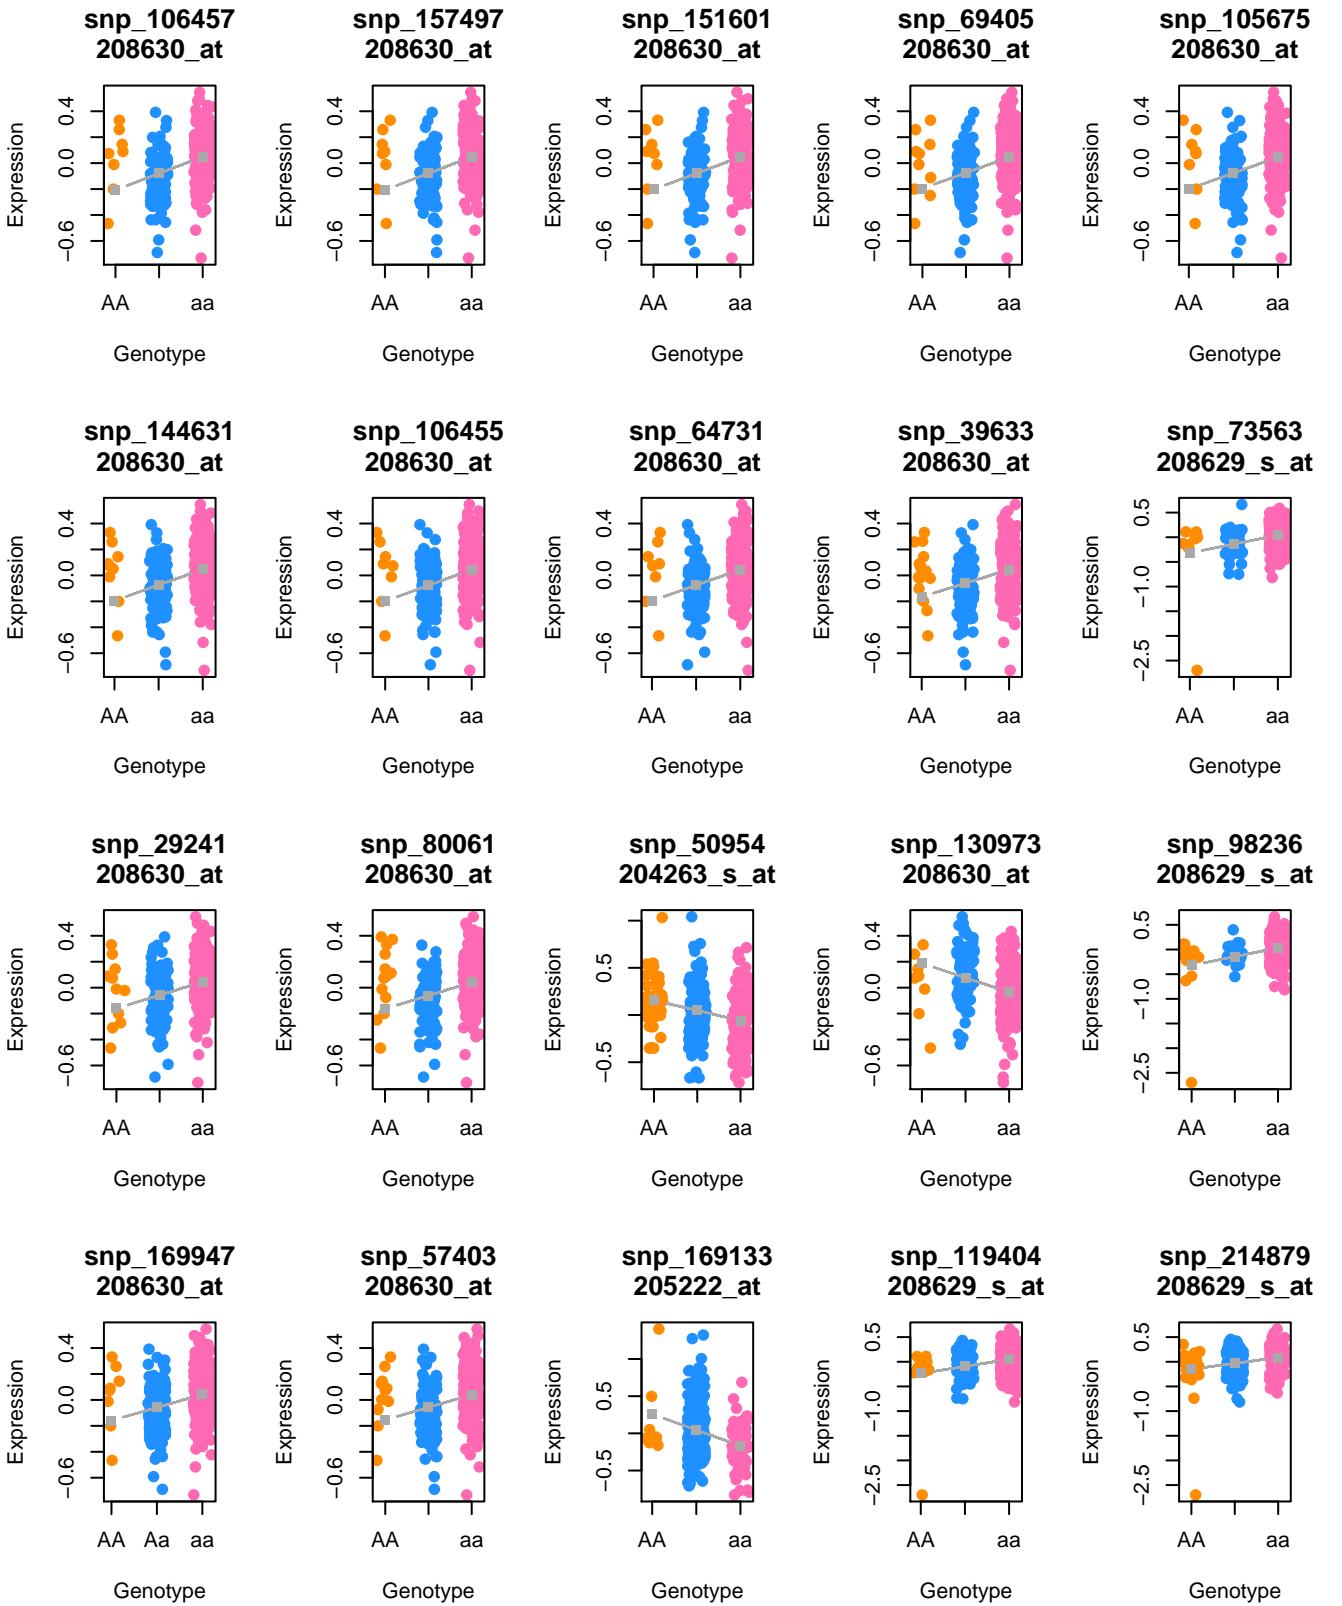 snp_106457
208630_at
Expression
0.4
0.0
−0.6
AA
aa
Genotype
snp_157497
208630_at
Expression
0.4
0.0
−0.6
AA
aa
Genotype
snp_151601
208630_at
Expression
0.4
0.0
−0.6
AA
aa
Genotype
snp_69405
208630_at
Expression
0.4
0.0
−0.6
AA
aa
Genotype
snp_105675
208630_at
Expression
0.4
0.0
−0.6
AA
aa
Genotype
snp_144631
208630_at
Expression
0.4
0.0
−0.6
AA
aa
Genotype
snp_106455
208630_at
Expression
0.4
0.0
−0.6
AA
aa
Genotype
snp_64731
208630_at
Expression
0.4
0.0
−0.6
AA
aa
Genotype
snp_39633
208630_at
Expression
0.4
0.0
−0.6
AA
aa
Genotype
snp_73563
208629_s_at
Expression
0.5
−1.0
−2.5
AA
aa
Genotype
snp_29241
208630_at
Expression
0.4
0.0
−0.6
AA
aa
Genotype
snp_80061
208630_at
Expression
0.4
0.0
−0.6
AA
aa
Genotype
snp_50954
204263_s_at
Expression
0.5
−0.5
AA
aa
Genotype
snp_130973
208630_at
Expression
0.4
0.0
−0.6
AA
aa
Genotype
snp_98236
208629_s_at
Expression
0.5
−1.0
−2.5
AA
aa
Genotype
snp_169947
208630_at
Expression
0.4
0.0
−0.6
AA
Aa
aa
Genotype
snp_57403
208630_at
Expression
0.4
0.0
−0.6
AA
aa
Genotype
snp_169133
205222_at
Expression
0.5
−0.5
AA
aa
Genotype
snp_119404
208629_s_at
Expression
0.5
−1.0
−2.5
AA
aa
Genotype
snp_214879
208629_s_at
Expression
0.5
−1.0
−2.5
AA
aa
Genotype